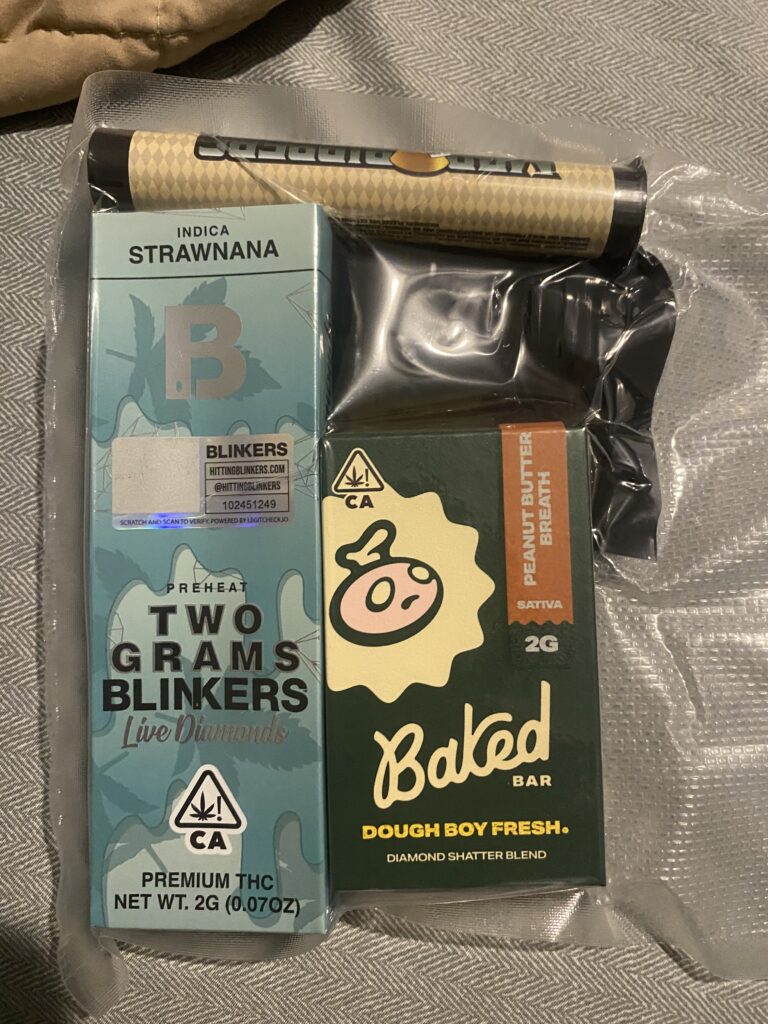 INDICA
STRAWNANA
B
BLINKERS
HITTINGBLINKERS.COM
@HITTINGBLINKERS
102451249
SCRATCH AND SCAN TO VERIFY. POWERED BY LEGITCHECK.IO
PREHEAT
TWO
GRAMS
BLINKERS
Live Diamonds
CA
PREMIUM THC
NET WT. 2G (0.07OZ)
CA
PEANUT BUTTER
BREATH
SATIVA
2G
Baked
BAR
DOUGH BOY FRESH.
DIAMOND SHATTER BLEND